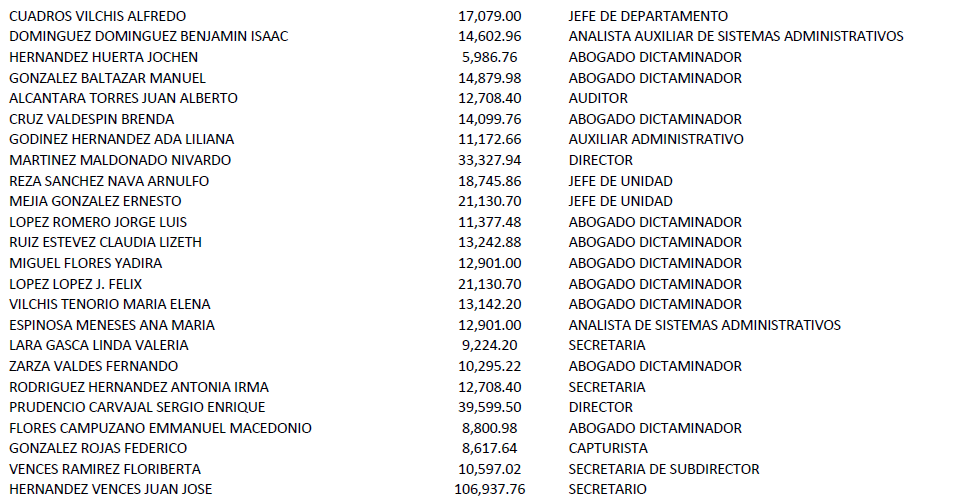 CUADROS VILCHIS ALFREDO 17,079.00 JEFE DE DEPARTAMENTO
DOMINGUEZ DOMINGUEZ BENJAMIN ISAAC 14,602.96 ANALISTA AUXILIAR DE SISTEMAS ADMINISTRATIVOS
HERNANDEZ HUERTA JOCHEN 5,986.76 ABOGADO DICTAMINADOR
GONZALEZ BALTAZAR MANUEL 14,879.98 ABOGADO DICTAMINADOR
ALCANTARA TORRES JUAN ALBERTO 12,708.40 AUDITOR
CRUZ VALDESPIN BRENDA 14,099.76 ABOGADO DICTAMINADOR
GODINEZ HERNANDEZ ADA LILIANA 11,172.66 AUXILIAR ADMINISTRATIVO
MARTINEZ MALDONADO NIVARDO 33,327.94 DIRECTOR
REZA SANCHEZ NAVA ARNULFO 18,745.86 JEFE DE UNIDAD
MEJIA GONZALEZ ERNESTO 21,130.70 JEFE DE UNIDAD
LOPEZ ROMERO JORGE LUIS 11,377.48 ABOGADO DICTAMINADOR
RUIZ ESTEVEZ CLAUDIA LIZETH 13,242.88 ABOGADO DICTAMINADOR
MIGUEL FLORES YADIRA 12,901.00 ABOGADO DICTAMINADOR
LOPEZ LOPEZ J. FELIX 21,130.70 ABOGADO DICTAMINADOR
VILCHIS TENORIO MARIA ELENA 13,142.20 ABOGADO DICTAMINADOR
ESPINOSA MENESES ANA MARIA 12,901.00 ANALISTA DE SISTEMAS ADMINISTRATIVOS
LARA GASCA LINDA VALERIA 9,224.20 SECRETARIA
ZARZA VALDES FERNANDO 10,295.22 ABOGADO DICTAMINADOR
RODRIGUEZ HERNANDEZ ANTONIA IRMA 12,708.40 SECRETARIA
PRUDENCIO CARVAJAL SERGIO ENRIQUE 39,599.50 DIRECTOR
FLORES CAMPUZANO EMMANUEL MACEDONIO 8,800.98 ABOGADO DICTAMINADOR
GONZALEZ ROJAS FEDERICO 8,617.64 CAPTURISTA
VENCES RAMIREZ FLORIBERTA 10,597.02 SECRETARIA DE SUBDIRECTOR
HERNANDEZ VENCES JUAN JOSE 106,937.76 SECRETARIO